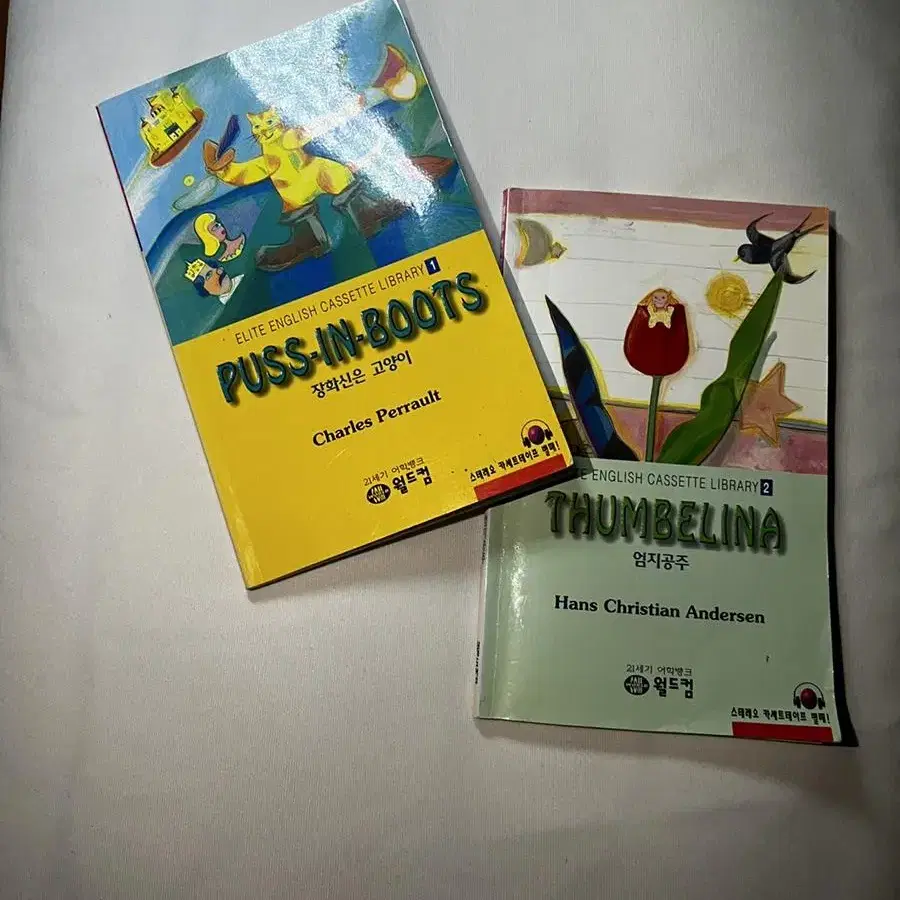 ELITE ENGLISH CASSETTE LIBRARY 1
PUSS-IN-BOOTS
장화신은 고양이
Charles Perrault
21세기 어학뱅크
월드컴
스테레오 카세트테이프 별매!
ENGLISH CASSETTE LIBRARY 2
THUMBELINA
엄지공주
Hans Christian Andersen
21세기 어학뱅크
월드컴
스테레오 카세트테이프 별매!